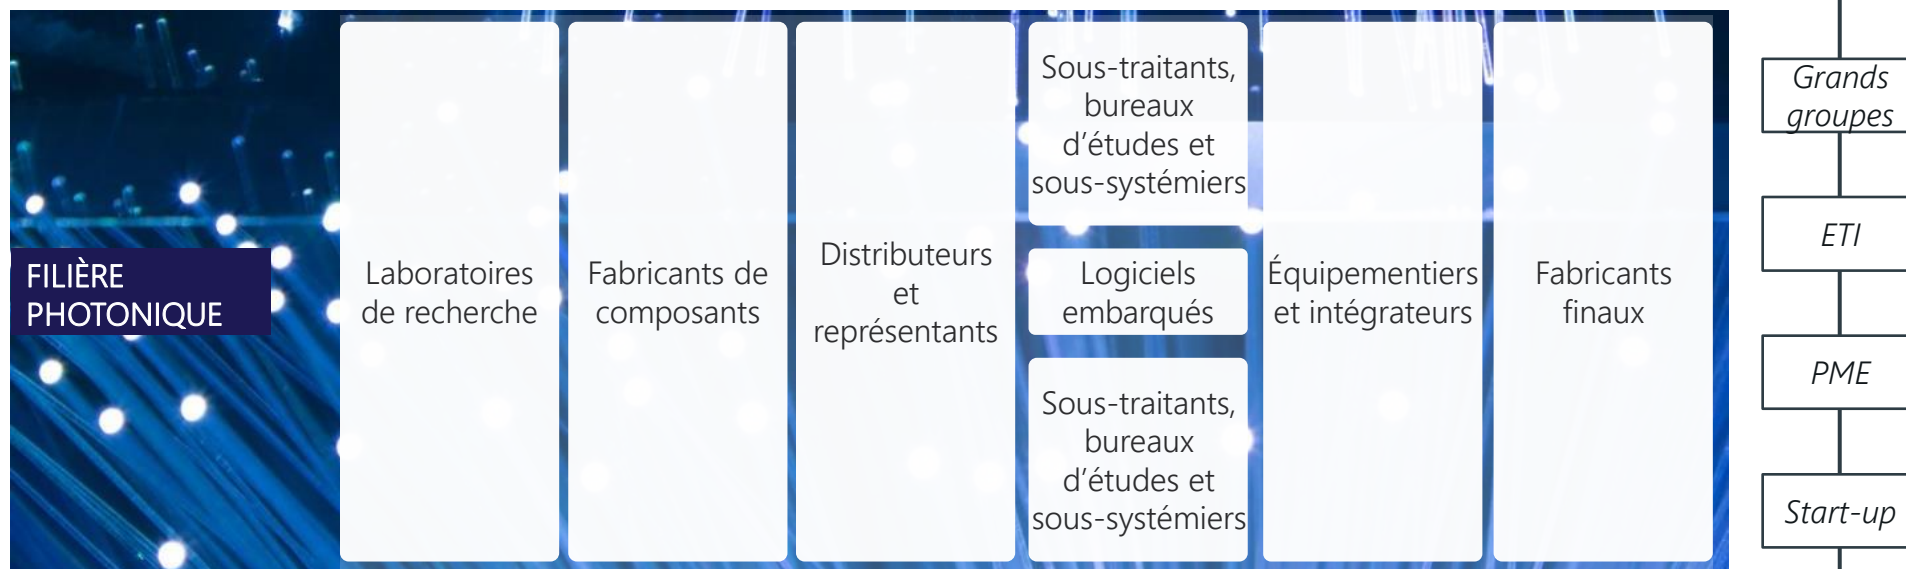 FILIÈRE
PHOTONIQUE
Laboratoires
de recherche
Fabricants de
composants
Distributeurs
et
représentants
Sous-traitants,
bureaux
d’études et
sous-systémiers
Logiciels
embarqués
Sous-traitants,
bureaux
d’études et
sous-systémiers
Équipementiers
et intégrateurs
Fabricants
finaux
Grands
groupes
ETI
PME
Start-up